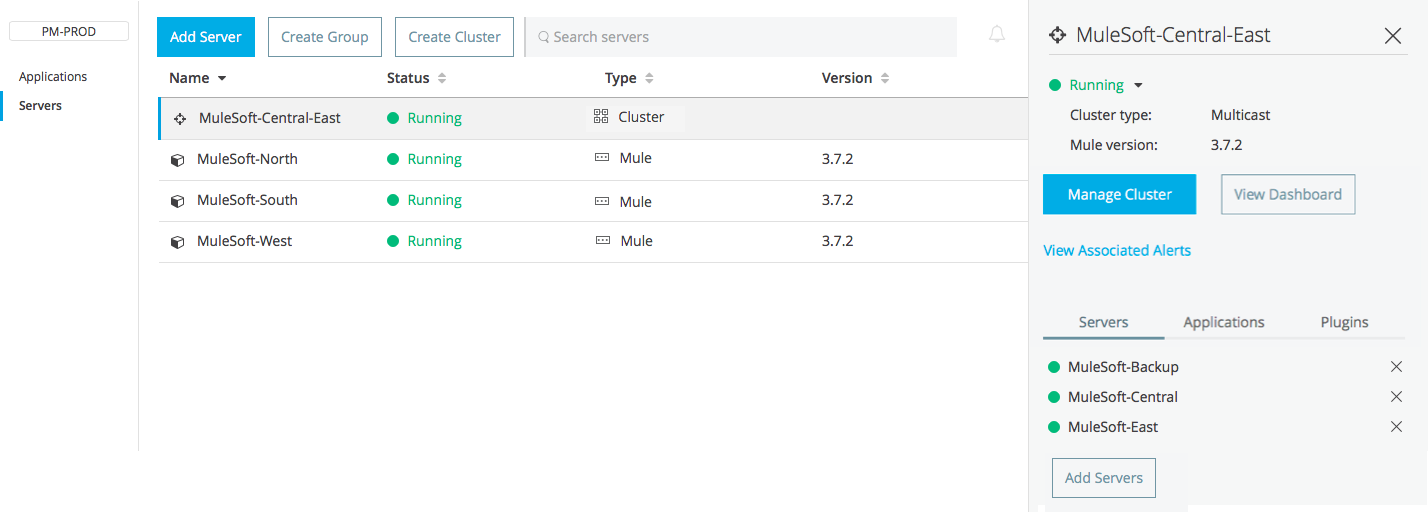 PM-PROD
Applications
Servers
Add Server
Create Group
Create Cluster
Search servers
Name Status Type Version
MuleSoft-Central-East Running Cluster
MuleSoft-North Running Mule 3.7.2
MuleSoft-South Running Mule 3.7.2
MuleSoft-West Running Mule 3.7.2
MuleSoft-Central-East
Running
Cluster type: Multicast
Mule version: 3.7.2
Manage Cluster
View Dashboard
View Associated Alerts
Servers Applications Plugins
MuleSoft-Backup
MuleSoft-Central
MuleSoft-East
Add Servers